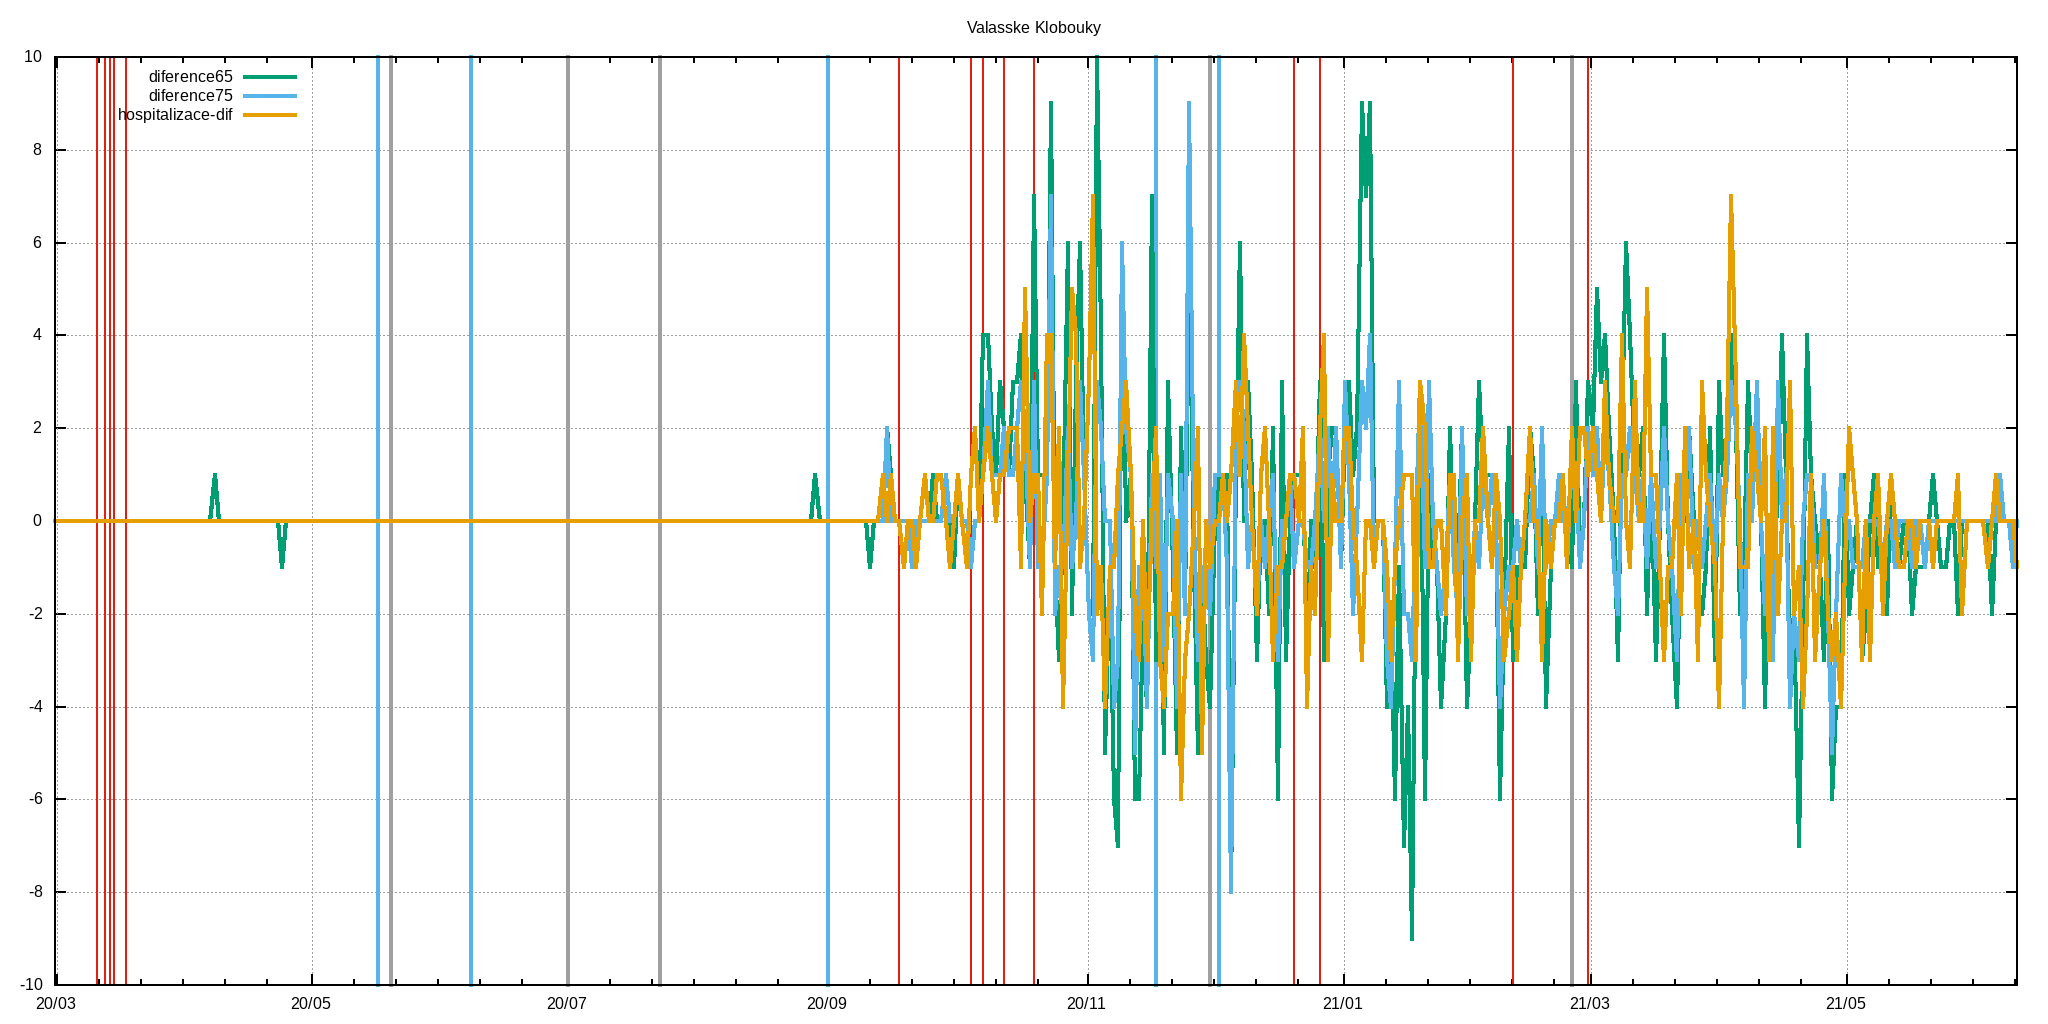 Valasske Klobouky
diference65
diference75
hospitalizace-dif
10
8
6
4
2
0
-2
-4
-6
-8
-10
20/03 20/05 20/07 20/09 20/11 21/01 21/03 21/05